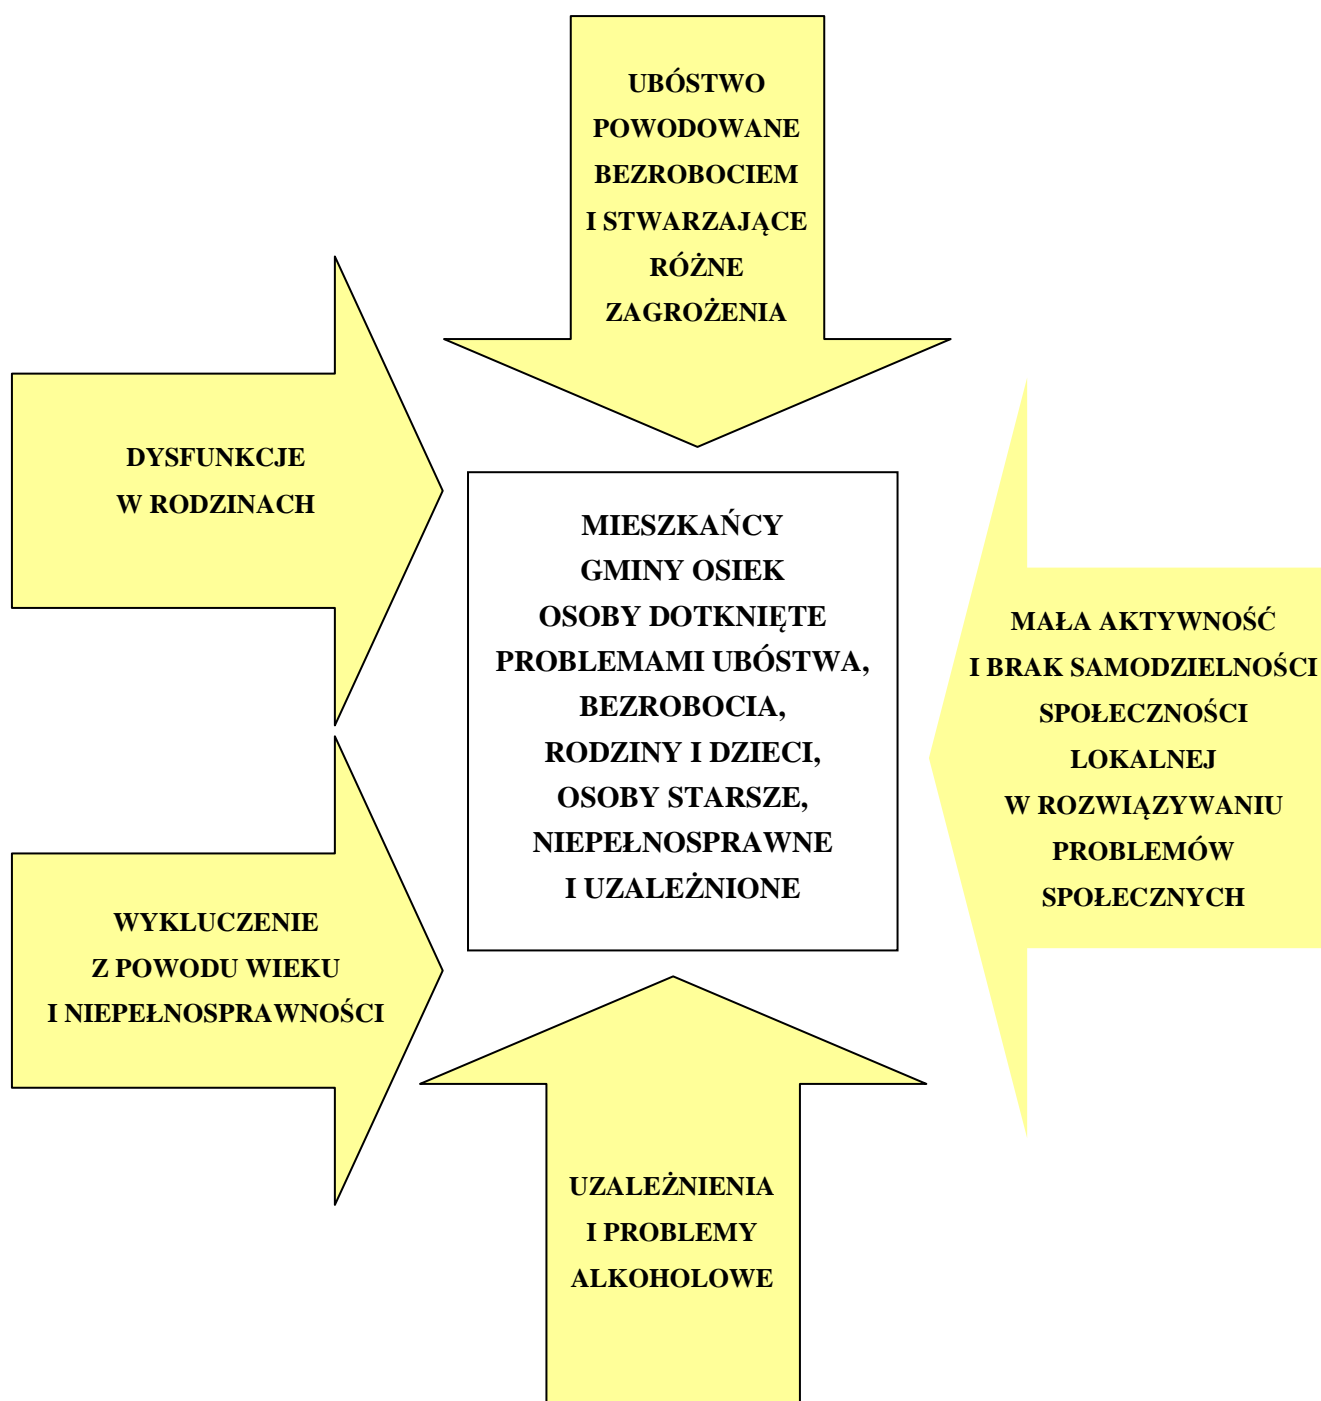 UBÓSTWO
POWODOWANE
BEZROBOCIEM
I STWARZAJĄCE
RÓŻNE
ZAGROŻENIA
DYSFUNKCJE
W RODZINACH
MIESZKAŃCY
GMINY OSIEK
OSOBY DOTKNIĘTE
PROBLEMAMI UBÓSTWA,
BEZROBOCIA,
RODZINY I DZIECI,
OSOBY STARSZE,
NIEPEŁNOSPRAWNE
I UZALEŻNIONE
MAŁA AKTYWNOŚĆ
I BRAK SAMODZIELNOŚCI
SPOŁECZNOŚCI
LOKALNEJ
W ROZWIĄZYWANIU
PROBLEMÓW
SPOŁECZNYCH
WYKLUCZENIE
Z POWODU WIEKU
I NIEPEŁNOSPRAWNOŚCI
UZALEŻNIENIA
I PROBLEMY
ALKOHOLOWE